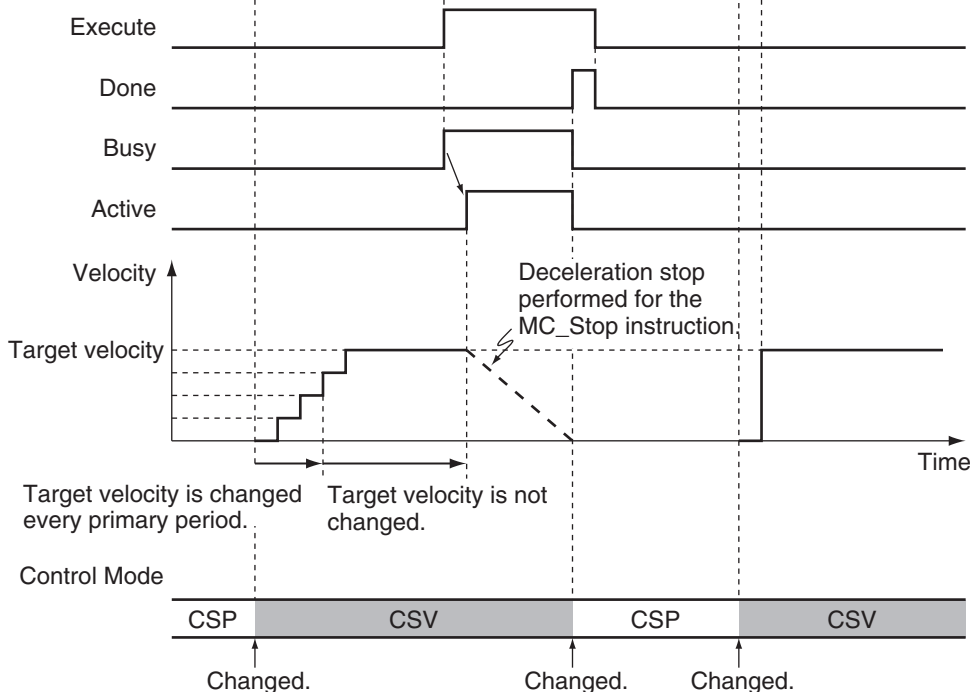 Execute
Done
Busy
Active
Velocity
Deceleration stop
performed for the
MC_Stop instruction.
Target velocity
Time
Target velocity is changed
every primary period.
Target velocity is not
changed.
Control Mode
CSP
CSV
CSP
CSV
Changed.
Changed.
Changed.